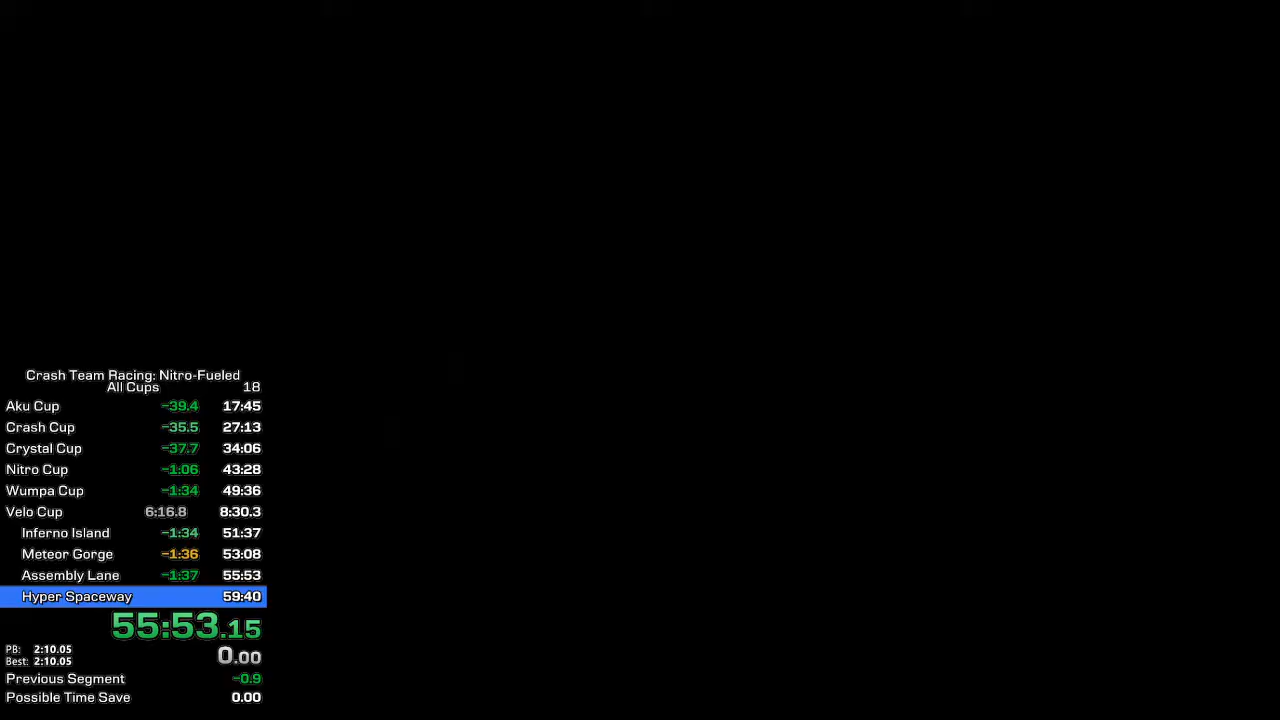 Crash Team Racing: Nitro-Fueled
All Cups 18
Aku Cup -39.4 17:45
Crash Cup -35.5 27:13
Crystal Cup -37.7 34:06
Nitro Cup -1:06 43:28
Wumpa Cup -1:34 49:36
Velo Cup 6:16.8 8:30.3
Inferno Island -1:34 51:37
Meteor Gorge -1:36 53:08
Assembly Lane -1:37 55:53
Hyper Spaceway 59:40
55:53.15
PB: 2:10.05 0.00
Best: 2:10.05
Previous Segment -0.9
Possible Time Save 0.00